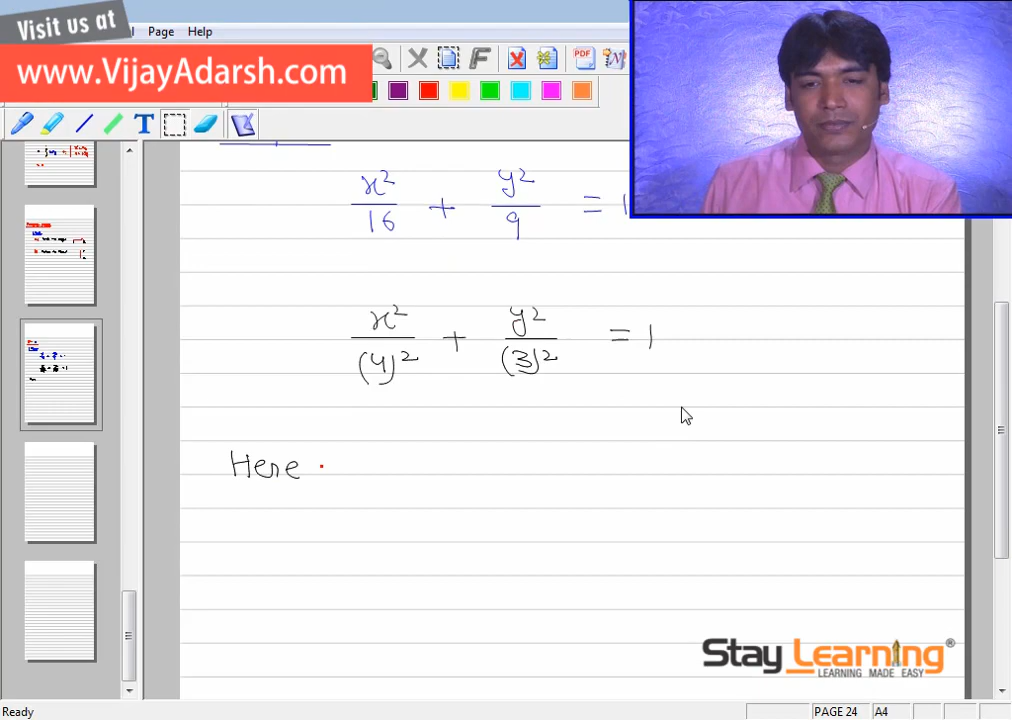 Visit us at
Page Help
www.VijayAdarsh.com
PDF
T
x² / 16 + y² / 9 = 1
x² / (4)² + y² / (3)² = 1
Here
Stay Learning®
LEARNING MADE EASY
Ready PAGE 24 A4